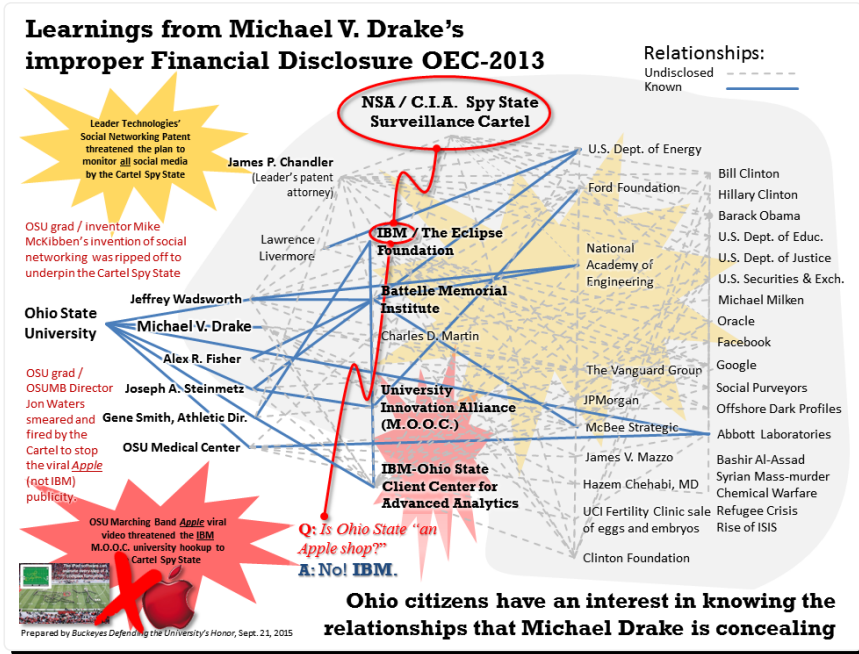 Learnings from Michael V. Drake's
improper Financial Disclosure OEC-2013
Relationships:
Undisclosed
Known
NSA / C.I.A. Spy State
Surveillance Cartel
Leader Technologies'
Social Networking Patent
threatened the plan to
monitor all social media
by the Cartel Spy State
James P. Chandler
(Leader's patent
attorney)
OSU grad / inventor Mike
McKibben's invention of social
networking was ripped off to
underpin the Cartel Spy State
Lawrence
Livermore
IBM / The Eclipse
Foundation
Jeffrey Wadsworth
Battelle Memorial
Institute
Ohio State
University
Michael V. Drake
Charles D. Martin
Alex R. Fisher
Joseph A. Steinmetz
Gene Smith, Athletic Dir.
OSU Medical Center
University
Innovation Alliance
(M.O.O.C.)
IBM-Ohio State
Client Center for
Advanced Analytics
OSU grad /
OSUMB Director
Jon Waters
smeared and
fired by the
Cartel to stop
the viral Apple
(not IBM)
publicity.
U.S. Dept. of Energy
Ford Foundation
National
Academy of
Engineering
The Vanguard Group
JPMorgan
McBee Strategic
James V. Mazzo
Hazem Chehabi, MD
UCI Fertility Clinic sale
of eggs and embryos
Clinton Foundation
Bill Clinton
Hillary Clinton
Barack Obama
U.S. Dept. of Educ.
U.S. Dept. of Justice
U.S. Securities & Exch.
Michael Milken
Oracle
Facebook
Google
Social Purveyors
Offshore Dark Profiles
Abbott Laboratories
Bashir Al-Assad
Syrian Mass-murder
Chemical Warfare
Refugee Crisis
Rise of ISIS
OSU Marching Band Apple viral
video threatened the IBM
M.O.O.C. university hookup to
Cartel Spy State
Q: Is Ohio State "an
Apple shop?"
A: No! IBM.
X
Ohio citizens have an interest in knowing the
relationships that Michael Drake is concealing
Prepared by Buckeyes Defending the University's Honor, Sept. 21, 2015